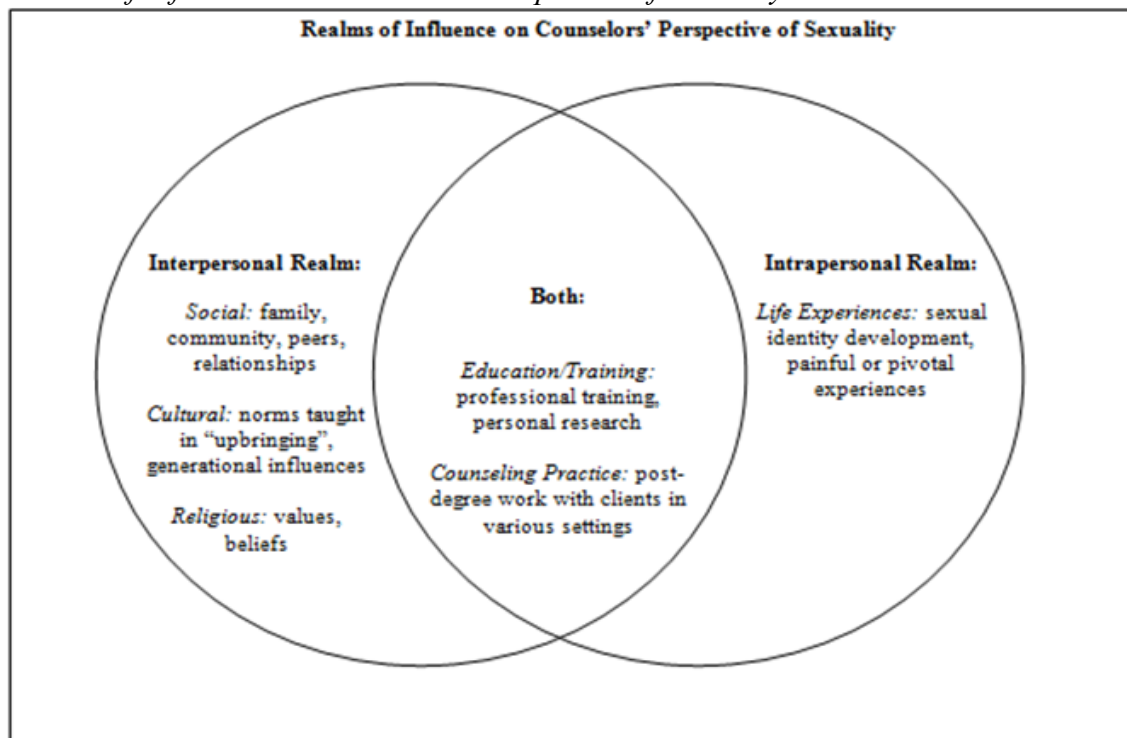 Realms of Influence on Counselors' Perspective of Sexuality
Interpersonal Realm:
Social: family,
community, peers,
relationships
Cultural: norms taught
in “upbringing”,
generational influences
Religious: values,
beliefs
Both:
Education/Training:
professional training,
personal research
Counseling Practice: post-
degree work with clients in
various settings
Intrapersonal Realm:
Life Experiences: sexual
identity development,
painful or pivotal
experiences